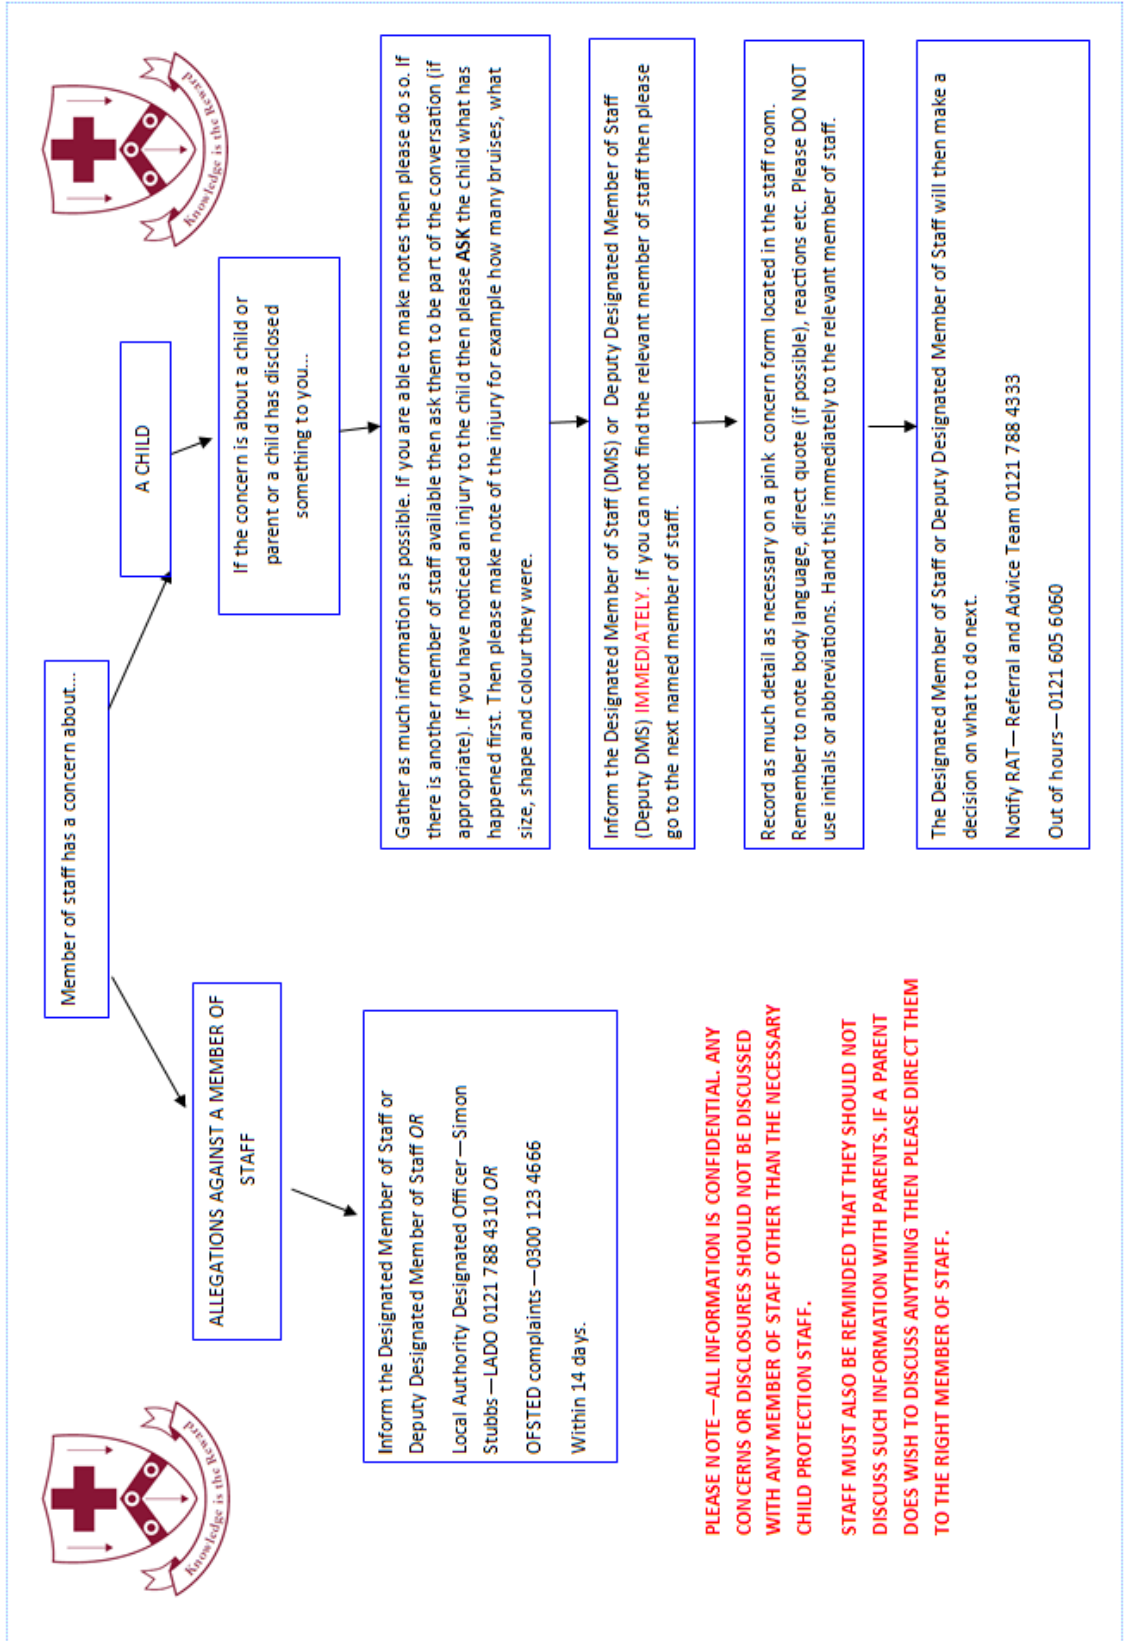 Member of staff has a concern about...
ALLEGATIONS AGAINST A MEMBER OF
STAFF
Inform the Designated Member of Staff or
Deputy Designated Member of Staff OR
Local Authority Designated Officer—Simon
Stubbs—LADO 0121 788 4310 OR
OFSTED complaints—0300 123 4666
Within 14 days.
PLEASE NOTE—ALL INFORMATION IS CONFIDENTIAL. ANY
CONCERNS OR DISCLOSURES SHOULD NOT BE DISCUSSED
WITH ANY MEMBER OF STAFF OTHER THAN THE NECESSARY
CHILD PROTECTION STAFF.
STAFF MUST ALSO BE REMINDED THAT THEY SHOULD NOT
DISCUSS SUCH INFORMATION WITH PARENTS. IF A PARENT
DOES WISH TO DISCUSS ANYTHING THEN PLEASE DIRECT THEM
TO THE RIGHT MEMBER OF STAFF.
A CHILD
If the concern is about a child or
parent or a child has disclosed
something to you...
Gather as much information as possible. If you are able to make notes then please do so. If
there is another member of staff available then ask them to be part of the conversation (if
appropriate). If you have noticed an injury to the child then please ASK the child what has
happened first. Then please make note of the injury for example how many bruises, what
size, shape and colour they were.
Inform the Designated Member of Staff (DMS) or Deputy Designated Member of Staff
(Deputy DMS) IMMEDIATELY. If you can not find the relevant member of staff then please
go to the next named member of staff.
Record as much detail as necessary on a pink concern form located in the staff room.
Remember to note body language, direct quote (if possible), reactions etc. Please DO NOT
use initials or abbreviations. Hand this immediately to the relevant member of staff.
The Designated Member of Staff or Deputy Designated Member of Staff will then make a
decision on what to do next.
Notify RAT—Referral and Advice Team 0121 788 4333
Out of hours—0121 605 6060
Knowledge is the Reward
Knowledge is the Reward